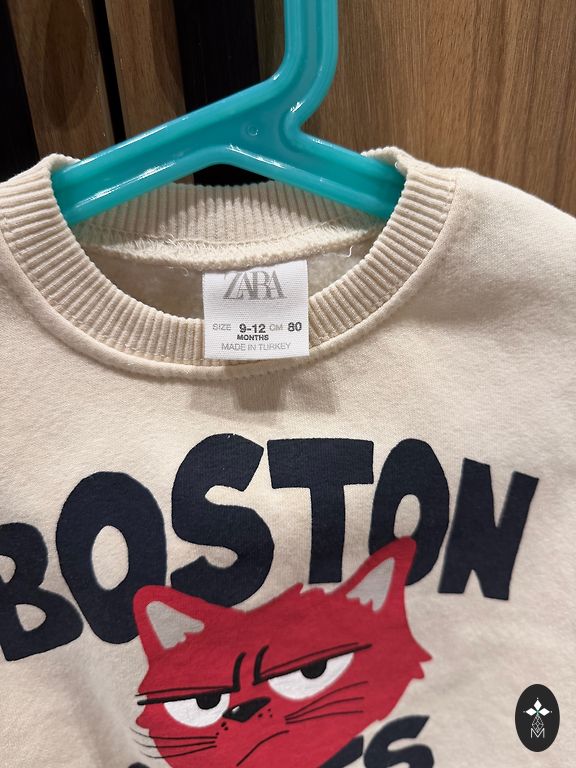 ZARA
SIZE 9-12 CM 80
MONTHS
MADE IN TURKEY
BOSTON
M